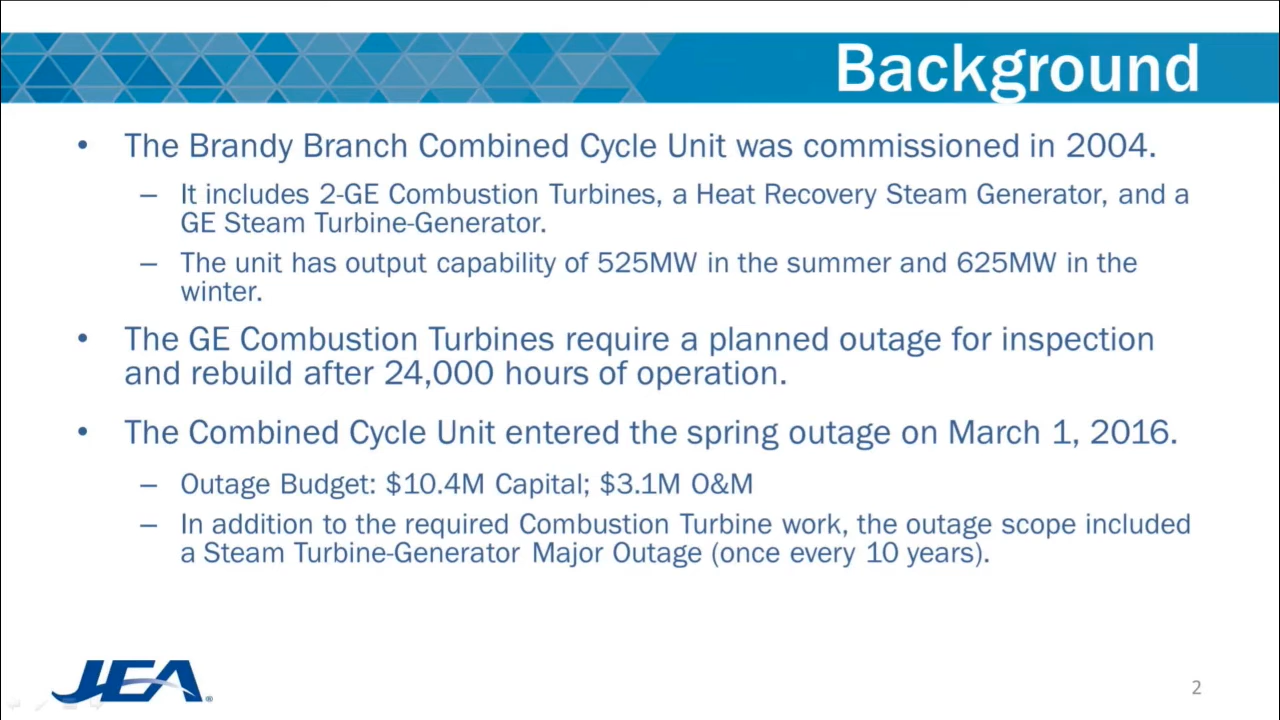 Background
• The Brandy Branch Combined Cycle Unit was commissioned in 2004.
– It includes 2-GE Combustion Turbines, a Heat Recovery Steam Generator, and a
GE Steam Turbine-Generator.
– The unit has output capability of 525MW in the summer and 625MW in the
winter.
• The GE Combustion Turbines require a planned outage for inspection
and rebuild after 24,000 hours of operation.
• The Combined Cycle Unit entered the spring outage on March 1, 2016.
– Outage Budget: $10.4M Capital; $3.1M O&M
– In addition to the required Combustion Turbine work, the outage scope included
a Steam Turbine-Generator Major Outage (once every 10 years).
JEA®
2